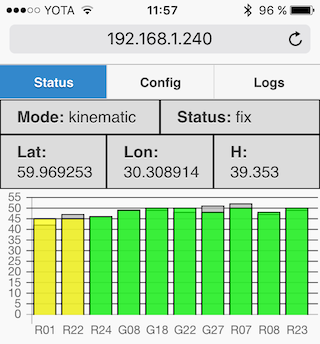 YOTA 11:57 96 %
192.168.1.240
Status Config Logs
Mode: kinematic Status: fix
Lat: Lon: H:
59.969253 30.308914 39.353
55
50
45
40
35
30
25
20
15
10
5
0
R01 R22 R24 G08 G18 G22 G27 R07 R08 R23